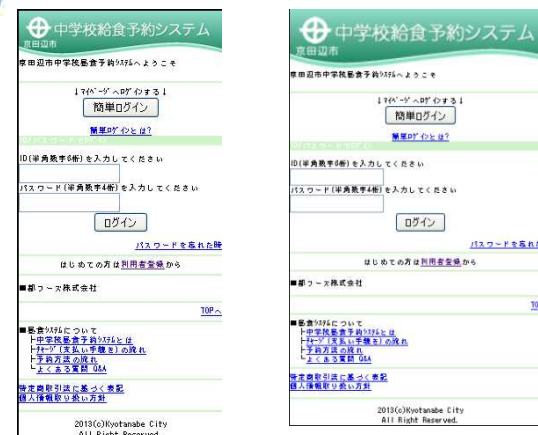 中学校給食予約システム
京田辺市
京田辺市中学校昼食予約ｼｽﾃﾑへようこそ
↓ﾏｲﾍﾟｰｼﾞへﾛｸﾞｲﾝする↓
簡単ログイン
簡単ﾛｸﾞｲﾝとは?
ID(半角数字6桁)を入力してください
パスワード(半角数字4桁)を入力してください
ログイン
パスワードを忘れた時
はじめての方は利用者登録から
■都フーズ株式会社
TOPへ
■昼食ｼｽﾃﾑについて
├中学校昼食予約ｼｽﾃﾑとは
├ﾁｬｰｼﾞ(支払い手続き)の流れ
├予約方法の流れ
└よくある質問 Q&A
特定商取引法に基づく表記
個人情報取り扱い方針
2013(c)Kyotanabe City
All Right Reserved.
中学校給食予約システム
京田辺市
京田辺市中学校昼食予約ｼｽﾃﾑへようこそ
↓ﾏｲﾍﾟｰｼﾞへﾛｸﾞｲﾝする↓
簡単ログイン
簡単ﾛｸﾞｲﾝとは?
ID(半角数字6桁)を入力してください
パスワード(半角数字4桁)を入力してください
ログイン
パスワードを忘れ
はじめての方は利用者登録から
■都フーズ株式会社
TO
■昼食ｼｽﾃﾑについて
├中学校昼食予約ｼｽﾃﾑとは
├ﾁｬｰｼﾞ(支払い手続き)の流れ
├予約方法の流れ
└よくある質問 Q&A
特定商取引法に基づく表記
個人情報取り扱い方針
2013(c)Kyotanabe City
All Right Reserved.